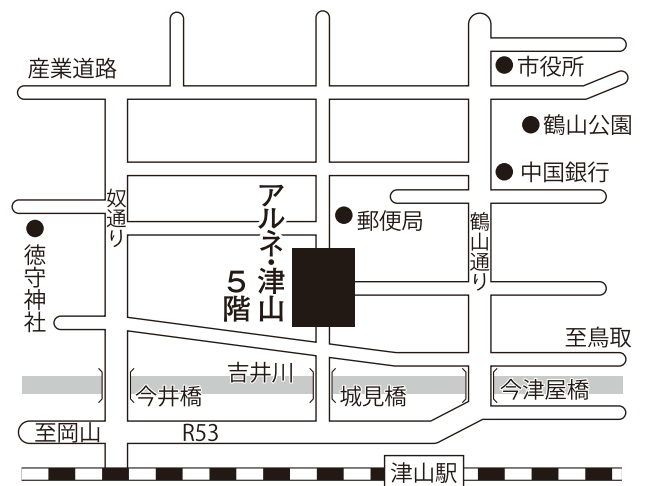 産業道路
市役所
鶴山公園
中国銀行
奴通り
アルネ・津山
5階
郵便局
鶴山通り
徳守神社
至鳥取
吉井川
今井橋
城見橋
今津屋橋
至岡山
R53
津山駅